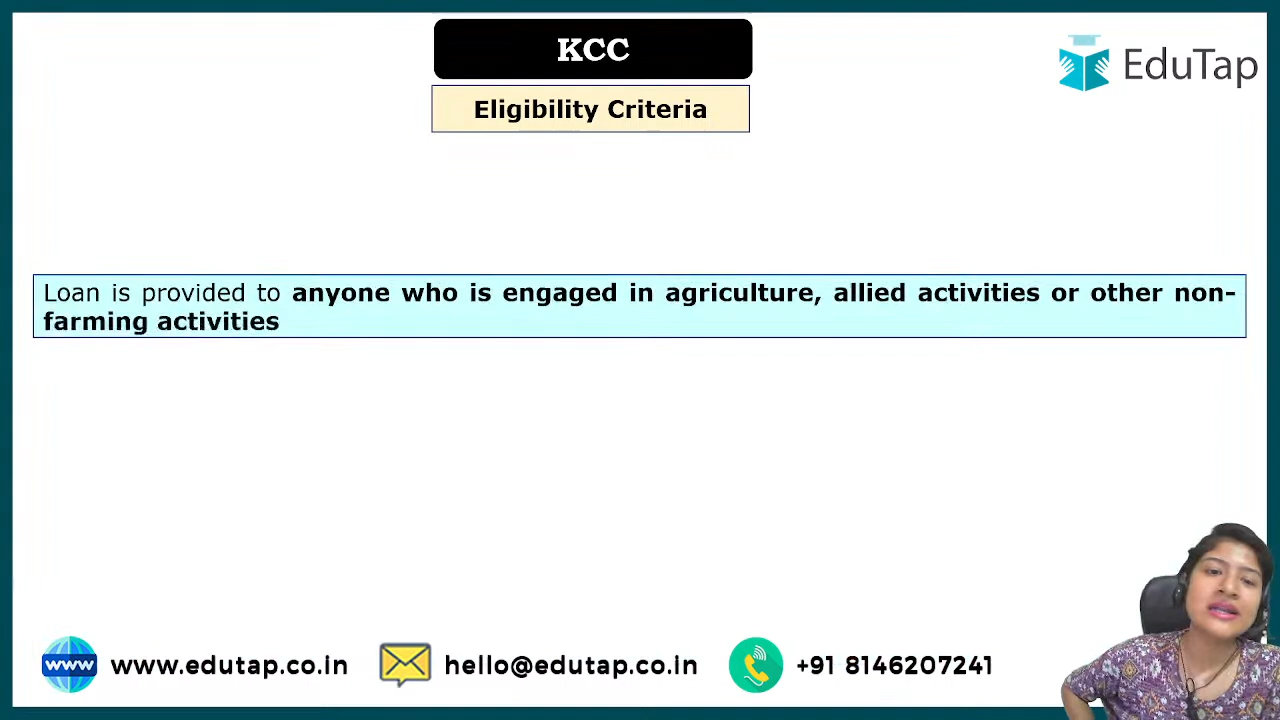 KCC
EduTap
Eligibility Criteria
Loan is provided to anyone who is engaged in agriculture, allied activities or other non-
farming activities
www www.edutap.co.in hello@edutap.co.in +91 8146207241